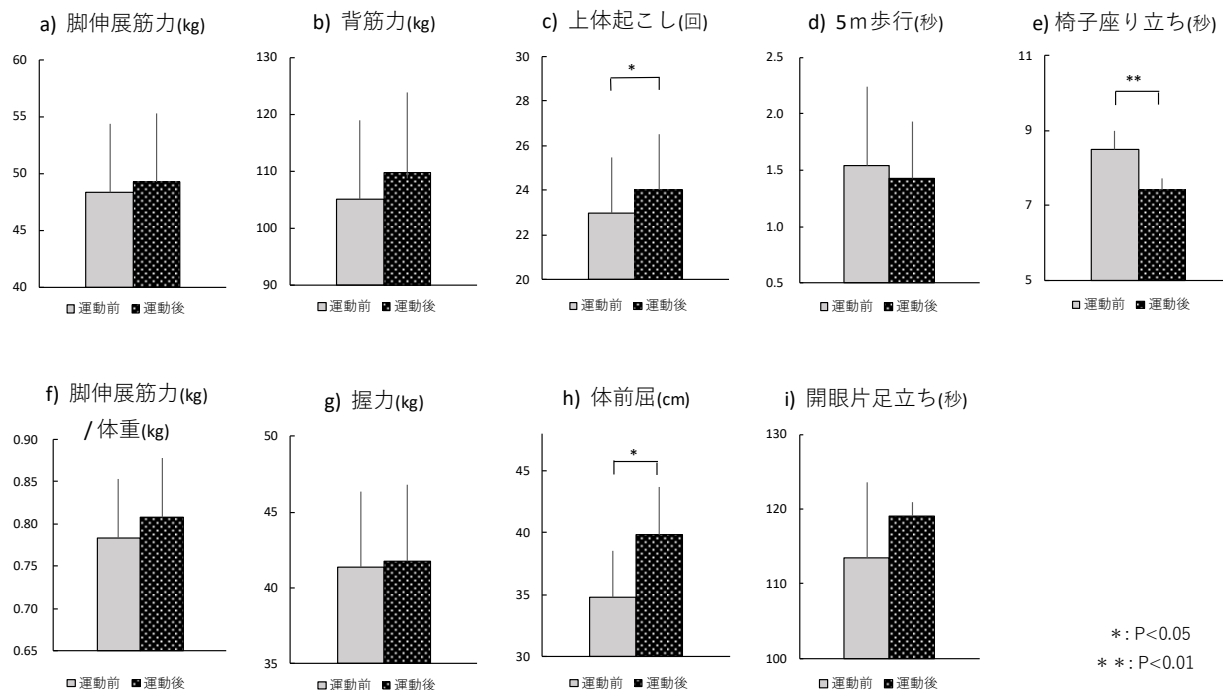 a) 脚伸展筋力(kg)
60
55
50
45
40
■運動前 ■運動後
b) 背筋力(kg)
130
120
110
100
90
■運動前 ■運動後
c) 上体起こし(回)
30
28
26
24
22
20
*
■運動前 ■運動後
d) 5ｍ歩行(秒)
2.5
2.0
1.5
1.0
0.5
■運動前 ■運動後
e) 椅子座り立ち(秒)
11
9
7
5
**
■運動前 ■運動後
f) 脚伸展筋力(kg)
/ 体重(kg)
0.90
0.85
0.80
0.75
0.70
0.65
■運動前 ■運動後
g) 握力(kg)
50
45
40
35
■運動前 ■運動後
h) 体前屈(cm)
45
40
35
30
*
■運動前 ■運動後
i) 開眼片足立ち(秒)
130
120
110
100
■運動前 ■運動後
＊: P<0.05
＊＊: P<0.01